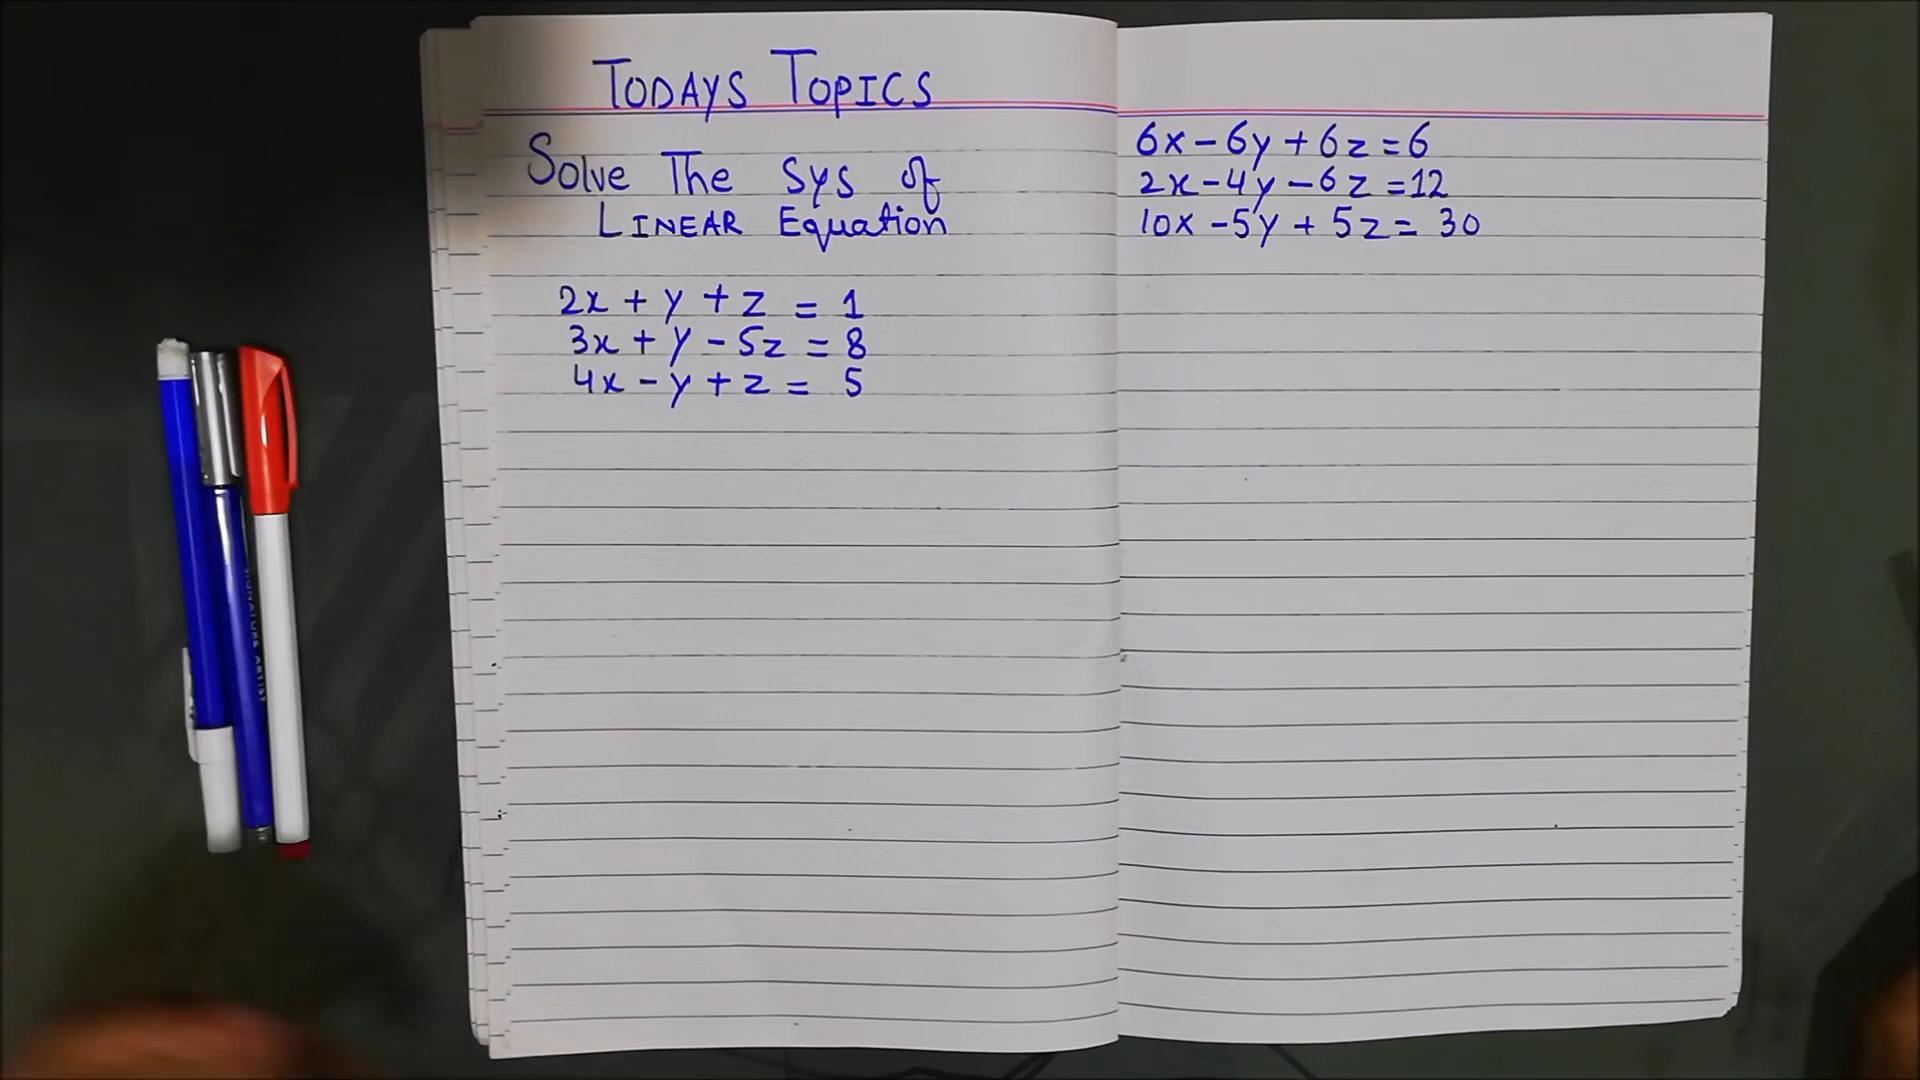 TODAYS TOPICS
Solve The Sys of
LINEAR Equation
2x + y + z = 1
3x + y - 5z = 8
4x - y + z = 5
6x - 6y + 6z = 6
2x - 4y - 6z = 12
10x - 5y + 5z = 30